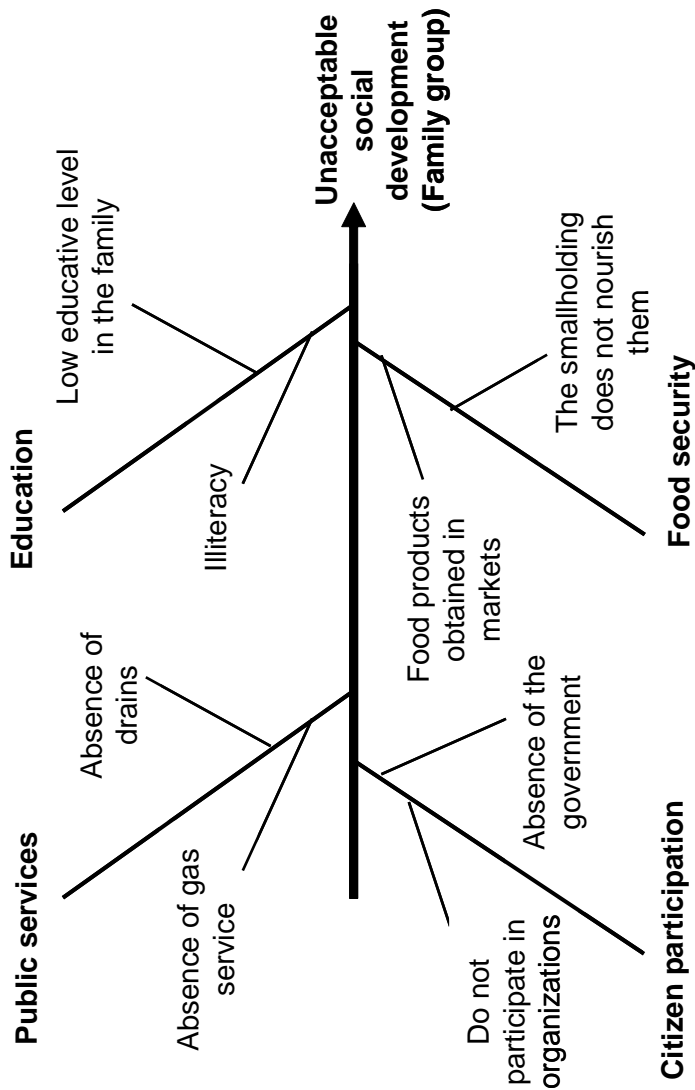 Public services
Education
Absence of
drains
Low educative level
in the family
Absence of gas
service
Illiteracy
Unacceptable
social
development
(Family group)
Do not
participate in
organizations
Absence of the
government
Food products
obtained in
markets
The smallholding
does not nourish
them
Citizen participation
Food security